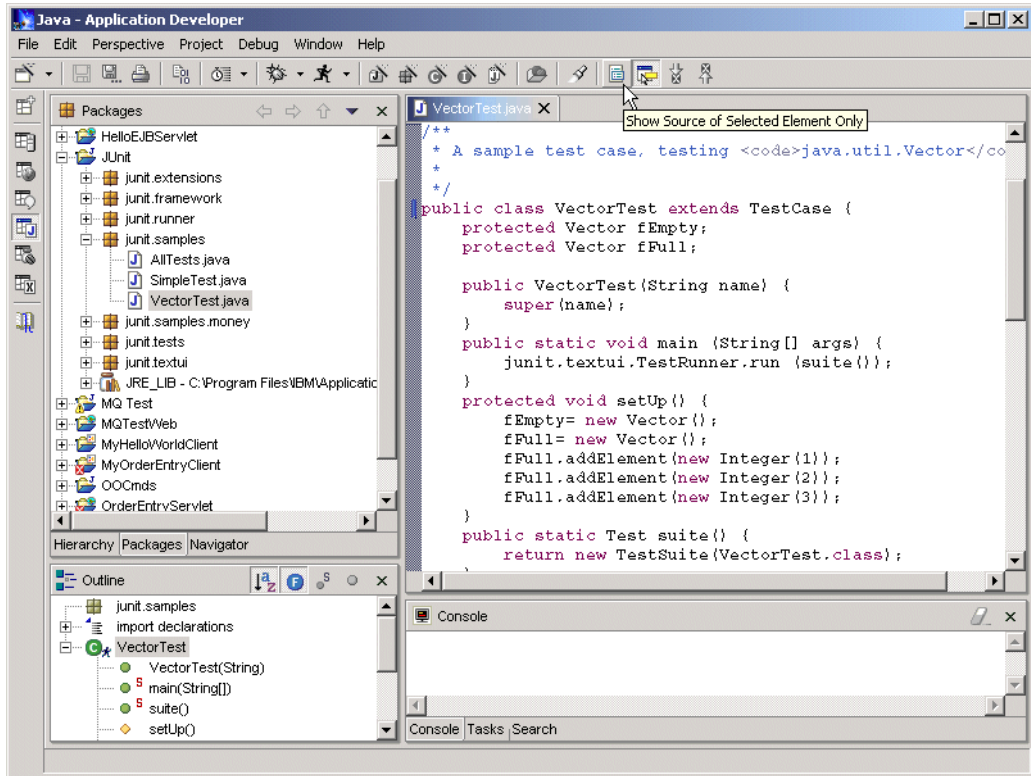 Java - Application Developer
File Edit Perspective Project Debug Window Help
Packages
HelloEJBServlet
JUnit
junit.extensions
junit.framework
junit.runner
junit.samples
AllTests.java
SimpleTest.java
VectorTest.java
junit.samples.money
junit.tests
junit.textui
JRE_LIB - C:\Program Files\IBM\Applicatic
MQ Test
MQTestWeb
MyHelloWorldClient
MyOrderEntryClient
OOCmds
OrderEntryServlet
Hierarchy Packages Navigator
Outline
junit.samples
import declarations
VectorTest
VectorTest(String)
main(String[])
suite()
setUp()
VectorTest.java
Show Source of Selected Element Only
/**
* A sample test case, testing <code>java.util.Vector</co
*
*/
public class VectorTest extends TestCase {
protected Vector fEmpty;
protected Vector fFull;
public VectorTest(String name) {
super(name);
}
public static void main (String[] args) {
junit.textui.TestRunner.run (suite());
}
protected void setUp() {
fEmpty= new Vector();
fFull= new Vector();
fFull.addElement(new Integer(1));
fFull.addElement(new Integer(2));
fFull.addElement(new Integer(3));
}
public static Test suite() {
return new TestSuite(VectorTest.class);
Console
Console Tasks Search